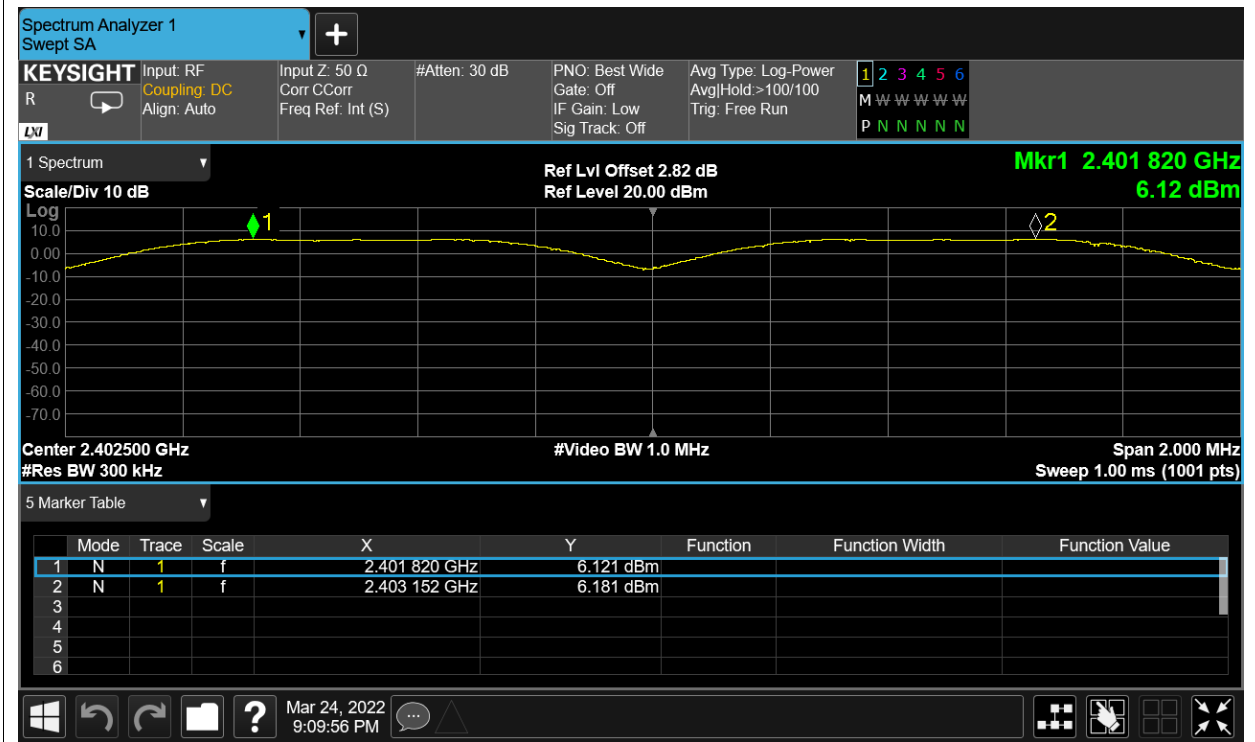 Spectrum Analyzer 1
Swept SA
KEYSIGHT Input: RF Input Z: 50 Ω #Atten: 30 dB PNO: Best Wide Avg Type: Log-Power 1 2 3 4 5 6
R Coupling: DC Corr CCorr Gate: Off Avg|Hold:>100/100 M W W W W W
Align: Auto Freq Ref: Int (S) IF Gain: Low Trig: Free Run
LXI Sig Track: Off P N N N N N
1 Spectrum Ref Lvl Offset 2.82 dB Mkr1 2.401 820 GHz
Scale/Div 10 dB Ref Level 20.00 dBm 6.12 dBm
Log
1 2
10.0
0.00
-10.0
-20.0
-30.0
-40.0
-50.0
-60.0
-70.0
Center 2.402500 GHz #Video BW 1.0 MHz Span 2.000 MHz
#Res BW 300 kHz Sweep 1.00 ms (1001 pts)
5 Marker Table
Mode Trace Scale X Y Function Function Width Function Value
1 N 1 f 2.401 820 GHz 6.121 dBm
2 N 1 f 2.403 152 GHz 6.181 dBm
3
4
5
6
? Mar 24, 2022
9:09:56 PM